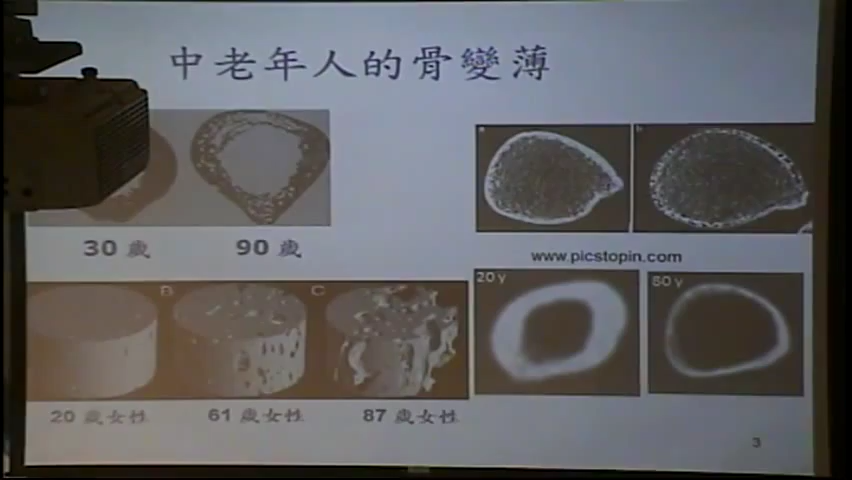 中老年人的骨變薄
30 歲 90 歲
a b
www.picstopin.com
20 y 80 y
B C
20 歲女性 61 歲女性 87 歲女性
3